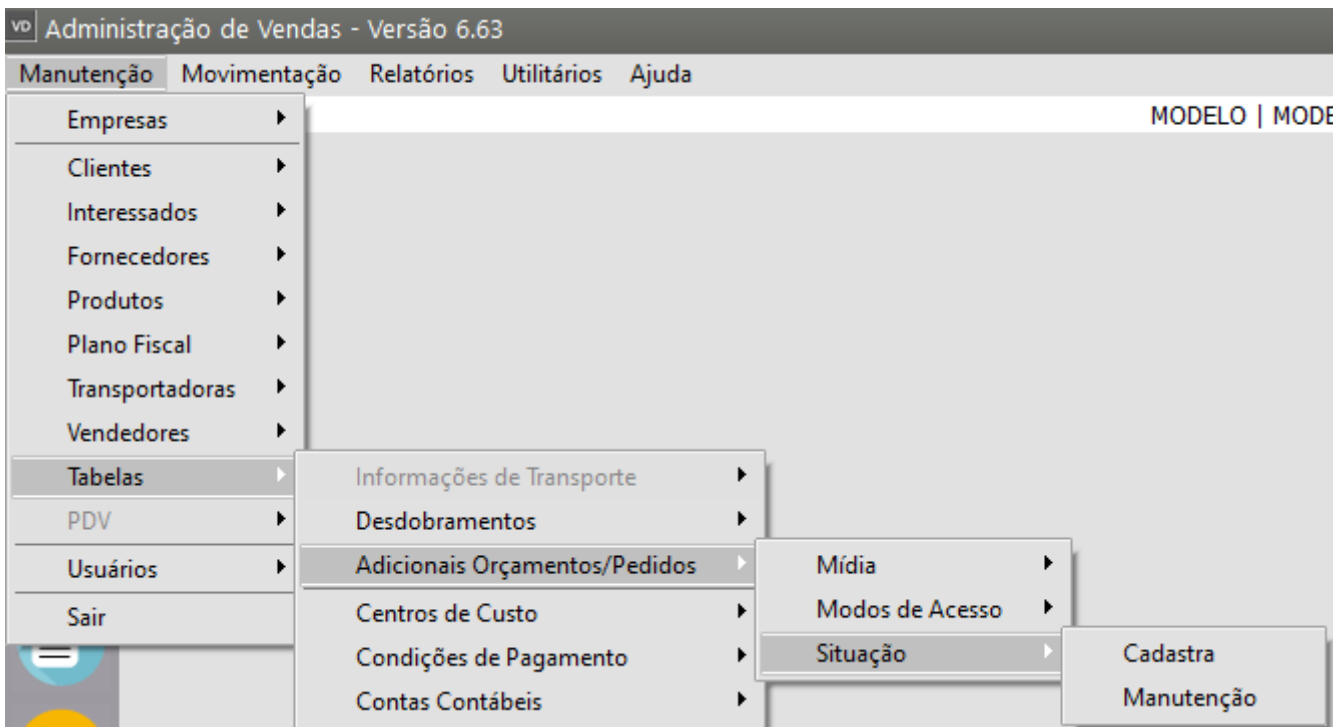 VD Administração de Vendas - Versão 6.63
Manutenção Movimentação Relatórios Utilitários Ajuda
MODELO | MODE
Empresas
Clientes
Interessados
Fornecedores
Produtos
Plano Fiscal
Transportadoras
Vendedores
Tabelas
PDV
Usuários
Sair
Informações de Transporte
Desdobramentos
Adicionais Orçamentos/Pedidos
Centros de Custo
Condições de Pagamento
Contas Contábeis
Mídia
Modos de Acesso
Situação
Cadastra
Manutenção